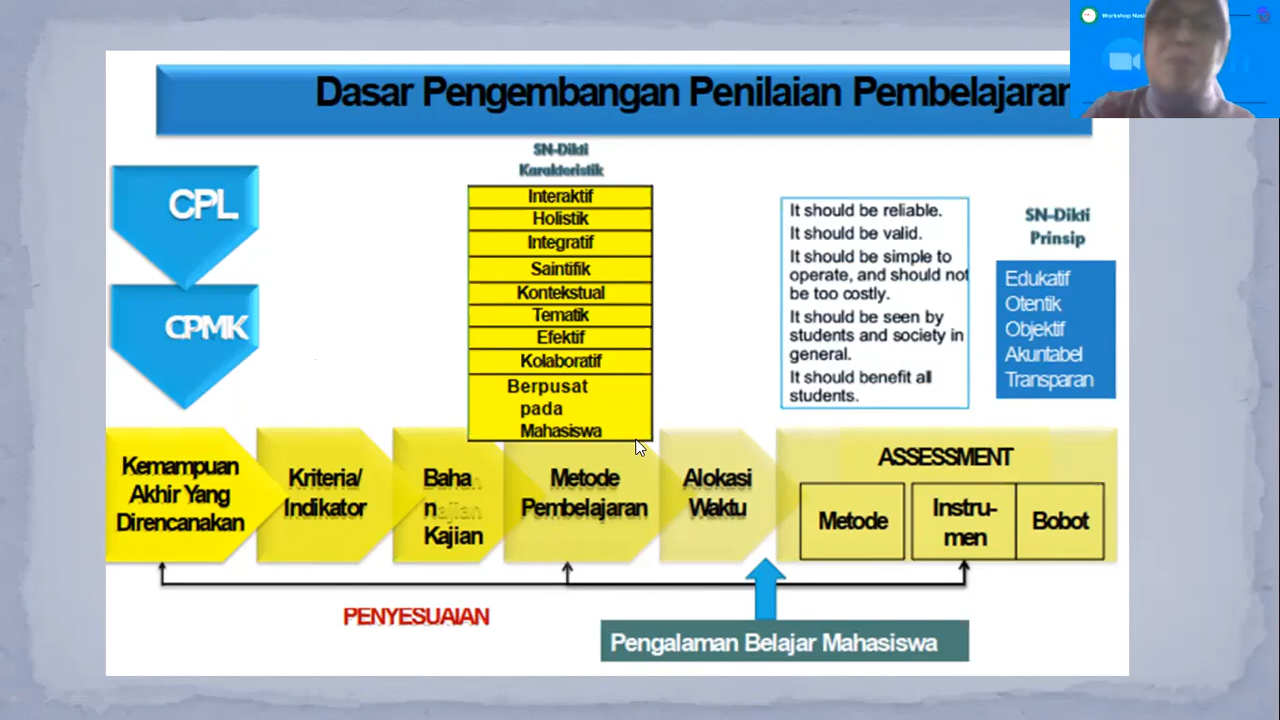 Workshop Nasi
Dasar Pengembangan Penilaian Pembelajaran
SN-Dikti
Karakteristik
CPL
CPMK
Interaktif
Holistik
Integratif
Saintifik
Kontekstual
Tematik
Efektif
Kolaboratif
Berpusat
pada
Mahasiswa
It should be reliable.
It should be valid.
It should be simple to
operate, and should not
be too costly.
It should be seen by
students and society in
general.
It should benefit all
students.
SN-Dikti
Prinsip
Edukatif
Otentik
Objektif
Akuntabel
Transparan
Kemampuan
Akhir Yang
Direncanakan
Kriteria/
Indikator
Baha
n
Kajian
Metode
Pembelajaran
Alokasi
Waktu
ASSESSMENT
Metode
Instru-
men
Bobot
PENYESUAIAN
Pengalaman Belajar Mahasiswa